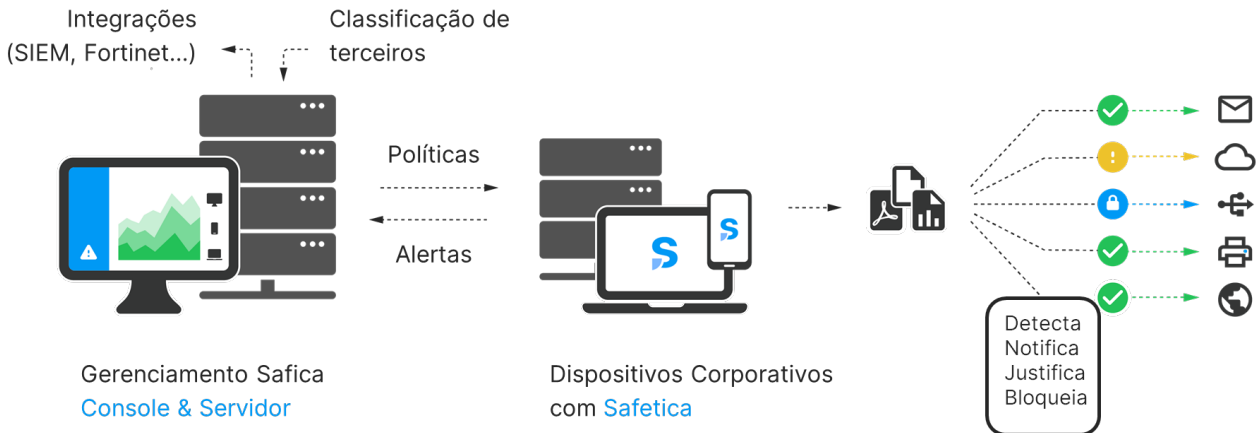 Integrações
(SIEM, Fortinet...)
Classificação de
terceiros
Políticas
Alertas
Gerenciamento Safica
Console & Servidor
Dispositivos Corporativos
com Safetica
Detecta
Notifica
Justifica
Bloqueia